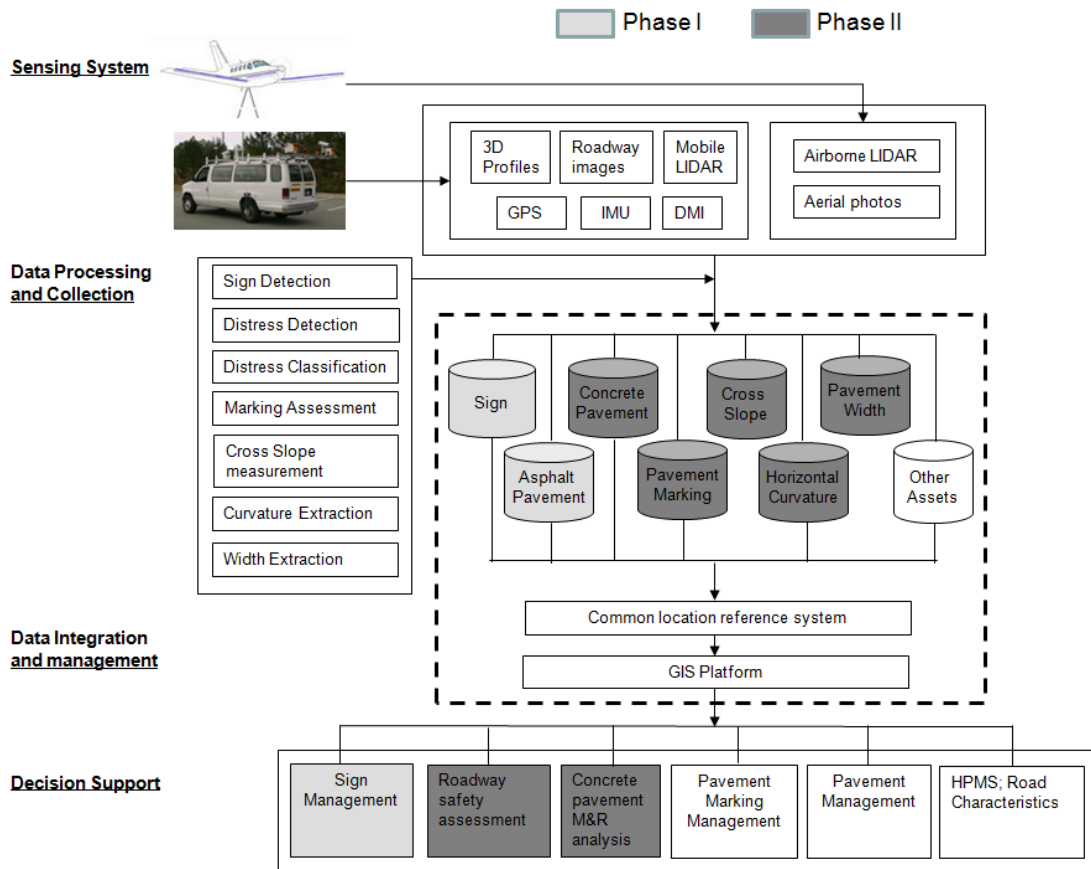 Phase I
Phase II
Sensing System
3D
Profiles
Roadway
images
Mobile
LIDAR
GPS
IMU
DMI
Airborne LIDAR
Aerial photos
Data Processing
and Collection
Sign Detection
Distress Detection
Distress Classification
Marking Assessment
Cross Slope
measurement
Curvature Extraction
Width Extraction
Sign
Concrete
Pavement
Cross
Slope
Pavement
Width
Asphalt
Pavement
Pavement
Marking
Horizontal
Curvature
Other
Assets
Data Integration
and management
Common location reference system
GIS Platform
Decision Support
Sign
Management
Roadway
safety
assessment
Concrete
pavement
M&R
analysis
Pavement
Marking
Management
Pavement
Management
HPMS; Road
Characteristics